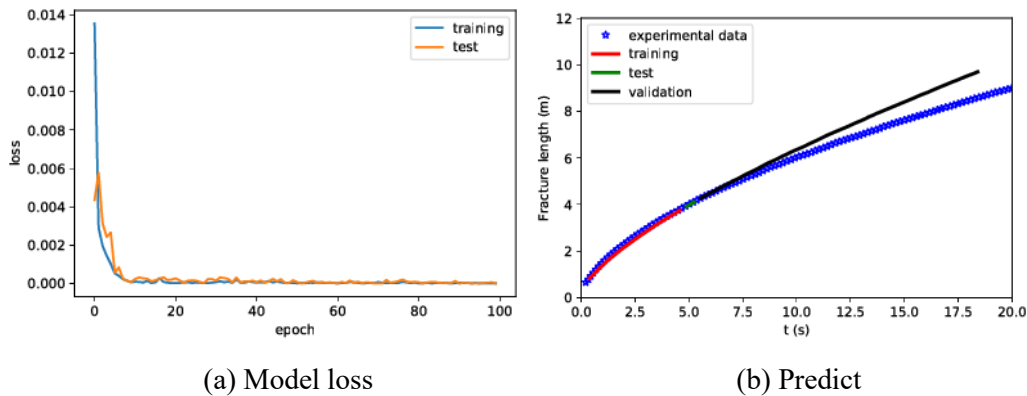 0.014
0.012
0.010
0.008
0.006
0.004
0.002
0.000
loss
0 20 40 60 80 100
epoch
training
test
(a) Model loss
12
10
8
6
4
2
0
Fracture length (m)
0.0 2.5 5.0 7.5 10.0 12.5 15.0 17.5 20.0
t (s)
experimental data
training
test
validation
(b) Predict